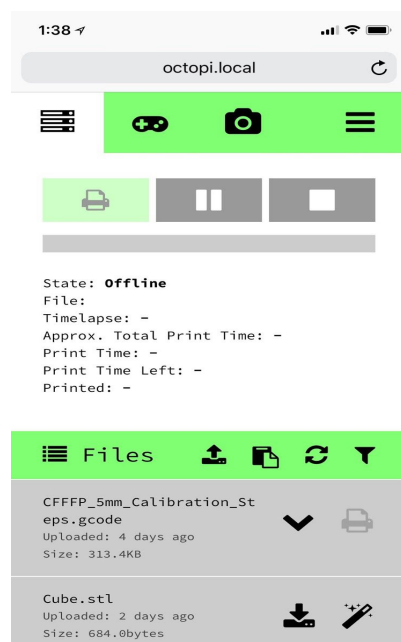 1:38
octopi.local
State: Offline
File:
Timelapse: –
Approx. Total Print Time: –
Print Time: –
Print Time Left: –
Printed: –
Files
CFFFP_5mm_Calibration_St
eps.gcode
Uploaded: 4 days ago
Size: 313.4KB
Cube.stl
Uploaded: 2 days ago
Size: 684.0bytes